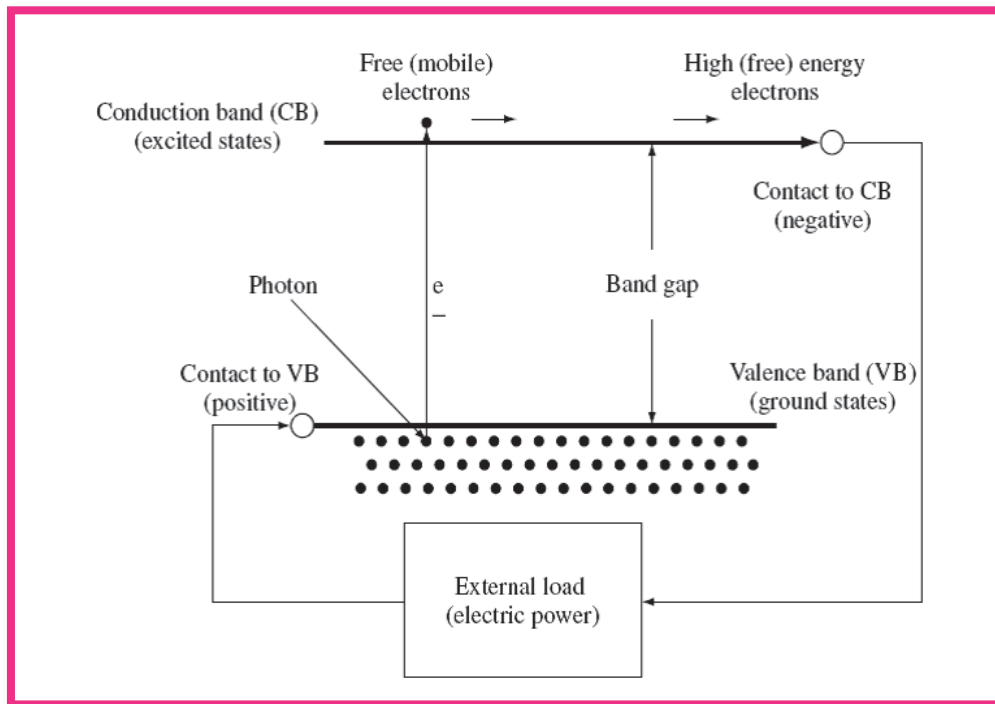 Free (mobile)
electrons
High (free) energy
electrons
Conduction band (CB)
(excited states)
Contact to CB
(negative)
Photon
e
Band gap
Contact to VB
(positive)
Valence band (VB)
(ground states)
External load
(electric power)